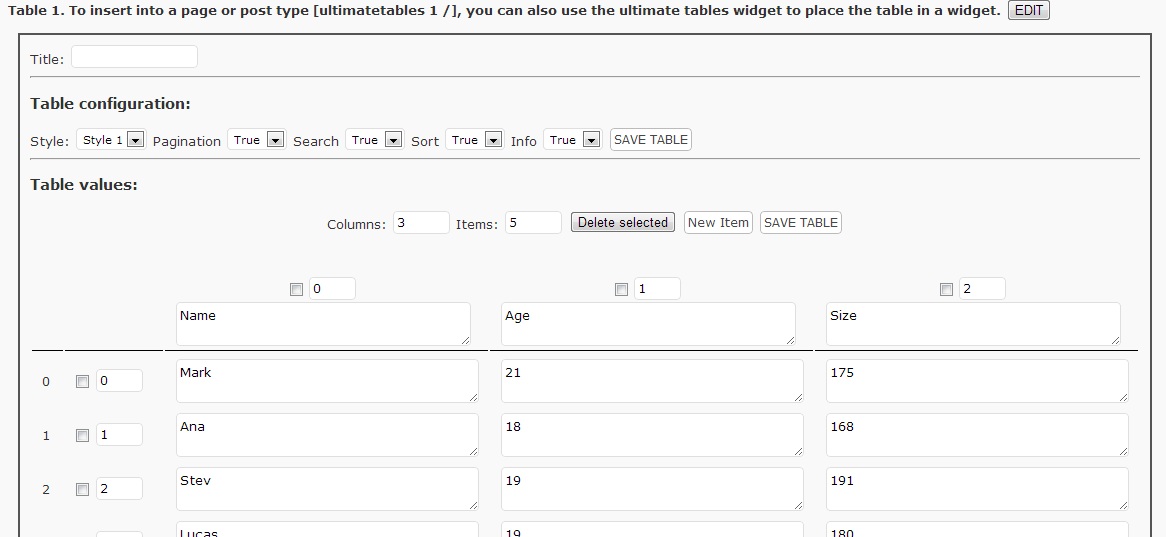 Table 1. To insert into a page or post type [ultimatetables 1 /], you can also use the ultimate tables widget to place the table in a widget. EDIT
Title:
Table configuration:
Style: Style 1 Pagination True Search True Sort True Info True SAVE TABLE
Table values:
Columns: 3 Items: 5 Delete selected New Item SAVE TABLE
0 1 2
Name Age Size
0 0 Mark 21 175
1 1 Ana 18 168
2 2 Stev 19 191
Lucas 19 180